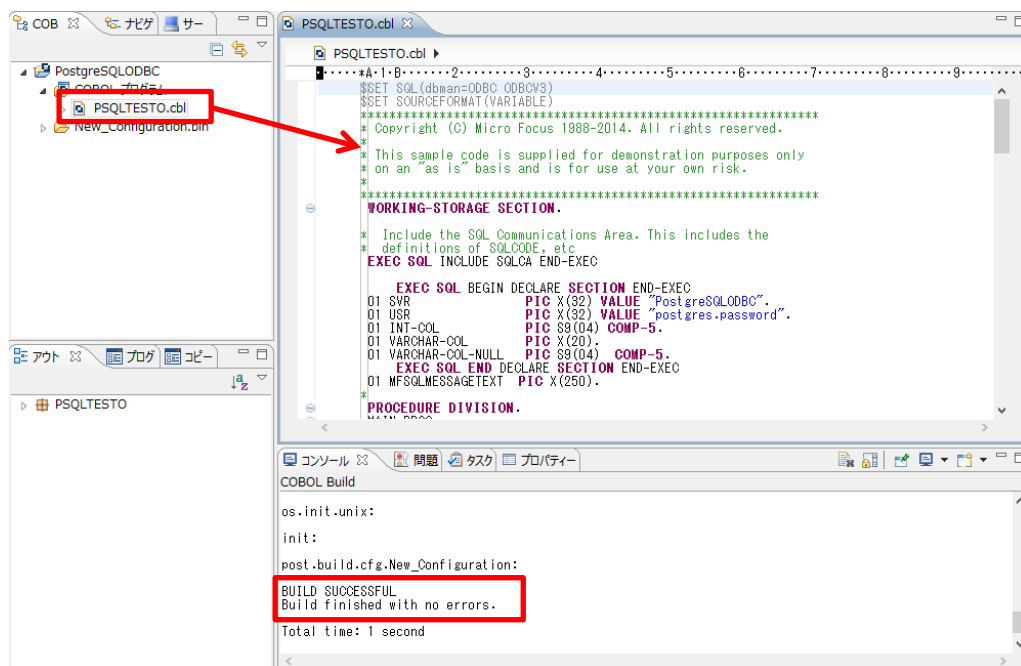 COB ナビゲ サー
PostgreSQLODBC
COBOL プログラム
PSQLTESTO.cbl
New_Configuration.bin
PSQLTESTO.cbl
PSQLTESTO.cbl
*A-1-B······2········3········4········5········6········7········8········9
$SET SQL(dbman=ODBC ODBCV3)
$SET SOURCEFORMAT(VARIABLE)
****************************************************************
* Copyright (C) Micro Focus 1988-2014. All rights reserved.
*
* This sample code is supplied for demonstration purposes only
* on an "as is" basis and is for use at your own risk.
*
****************************************************************
WORKING-STORAGE SECTION.
* Include the SQL Communications Area. This includes the
* definitions of SQLCODE, etc
EXEC SQL INCLUDE SQLCA END-EXEC
EXEC SQL BEGIN DECLARE SECTION END-EXEC
01 SVR PIC X(32) VALUE "PostgreSQLODBC".
01 USR PIC X(32) VALUE "postgres.password".
01 INT-COL PIC S9(04) COMP-5.
01 VARCHAR-COL PIC X(20).
01 VARCHAR-COL-NULL PIC S9(04) COMP-5.
EXEC SQL END DECLARE SECTION END-EXEC
01 MFSQLMESSAGETEXT PIC X(250).
*
PROCEDURE DIVISION.
アウト プログ コピー
PSQLTESTO
コンソール 問題 タスク プロパティー
COBOL Build
os.init.unix:
init:
post.build.cfg.New_Configuration:
BUILD SUCCESSFUL
Build finished with no errors.
Total time: 1 second